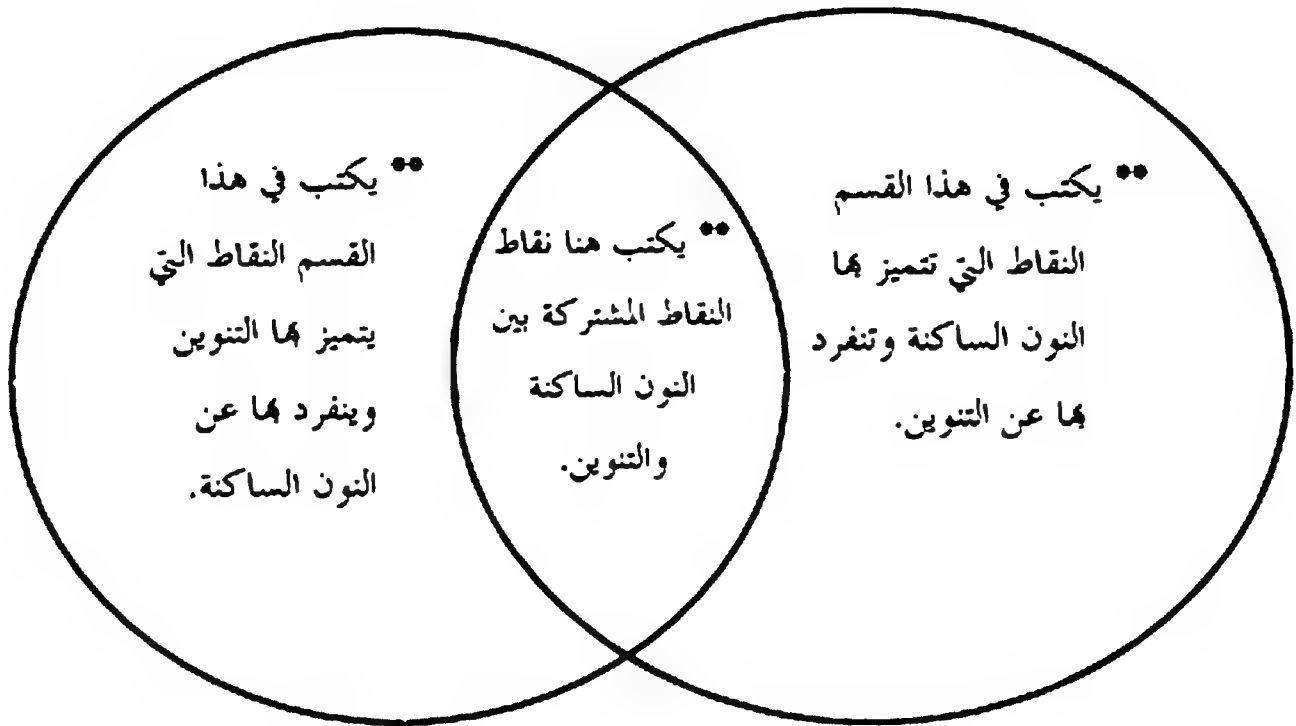 ** يكتب في هذا القسم
النقاط التي تتميز بها
النون الساكنة وتنفرد
بها عن التنوين.
** يكتب هنا نقاط
النقاط المشتركة بين
النون الساكنة
والتنوين.
** يكتب في هذا
القسم النقاط التي
يتميز بها التنوين
وينفرد بها عن
النون الساكنة.